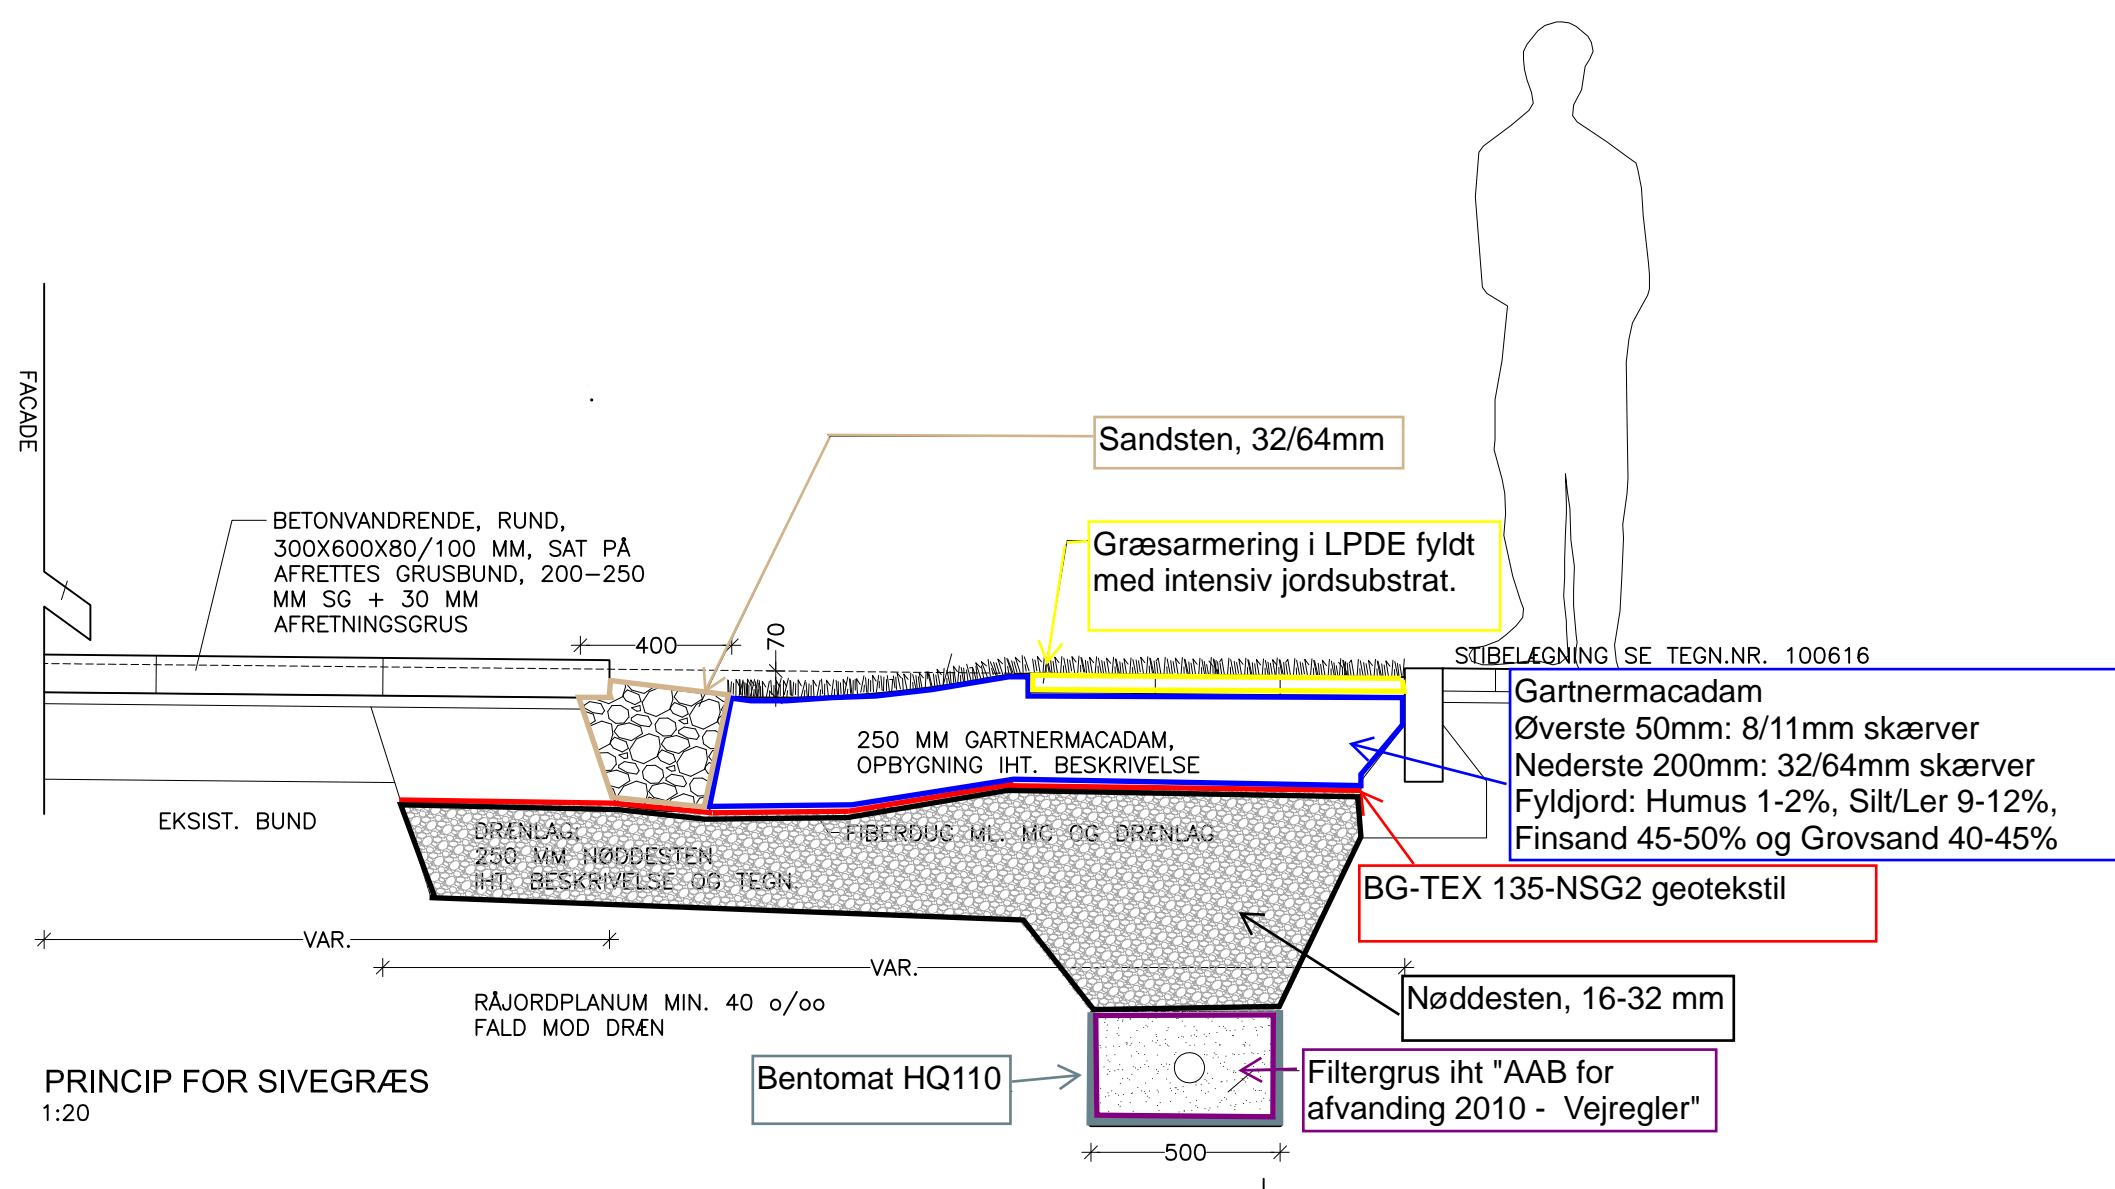 FACADE
Sandsten, 32/64mm
BETONVANDRENDE, RUND,
300X600X80/100 MM, SAT PÅ
AFRETTES GRUSBUND, 200-250
MM SG + 30 MM
AFRETNINGSGRUS
Græsarmering i LPDE fyldt
med intensiv jordsubstrat.
400
70
STIBELÆGNING SE TEGN.NR. 100616
250 MM GARTNERMACADAM,
OPBYGNING IHT. BESKRIVELSE
Gartnermacadam
Øverste 50mm: 8/11mm skærver
Nederste 200mm: 32/64mm skærver
Fyldjord: Humus 1-2%, Silt/Ler 9-12%,
Finsand 45-50% og Grovsand 40-45%
EKSIST. BUND
DRÆNLAG,
250 MM NØDDESTEN
IHT. BESKRIVELSE OG TEGN.
FIBERDUG ML. MC OG DRÆNLAG
BG-TEX 135-NSG2 geotekstil
VAR.
VAR.
RÅJORDPLANUM MIN. 40 o/oo
FALD MOD DRÆN
Nøddesten, 16-32 mm
PRINCIP FOR SIVEGRÆS
1:20
Bentomat HQ110
Filtergrus iht "AAB for
afvanding 2010 - Vejregler"
500